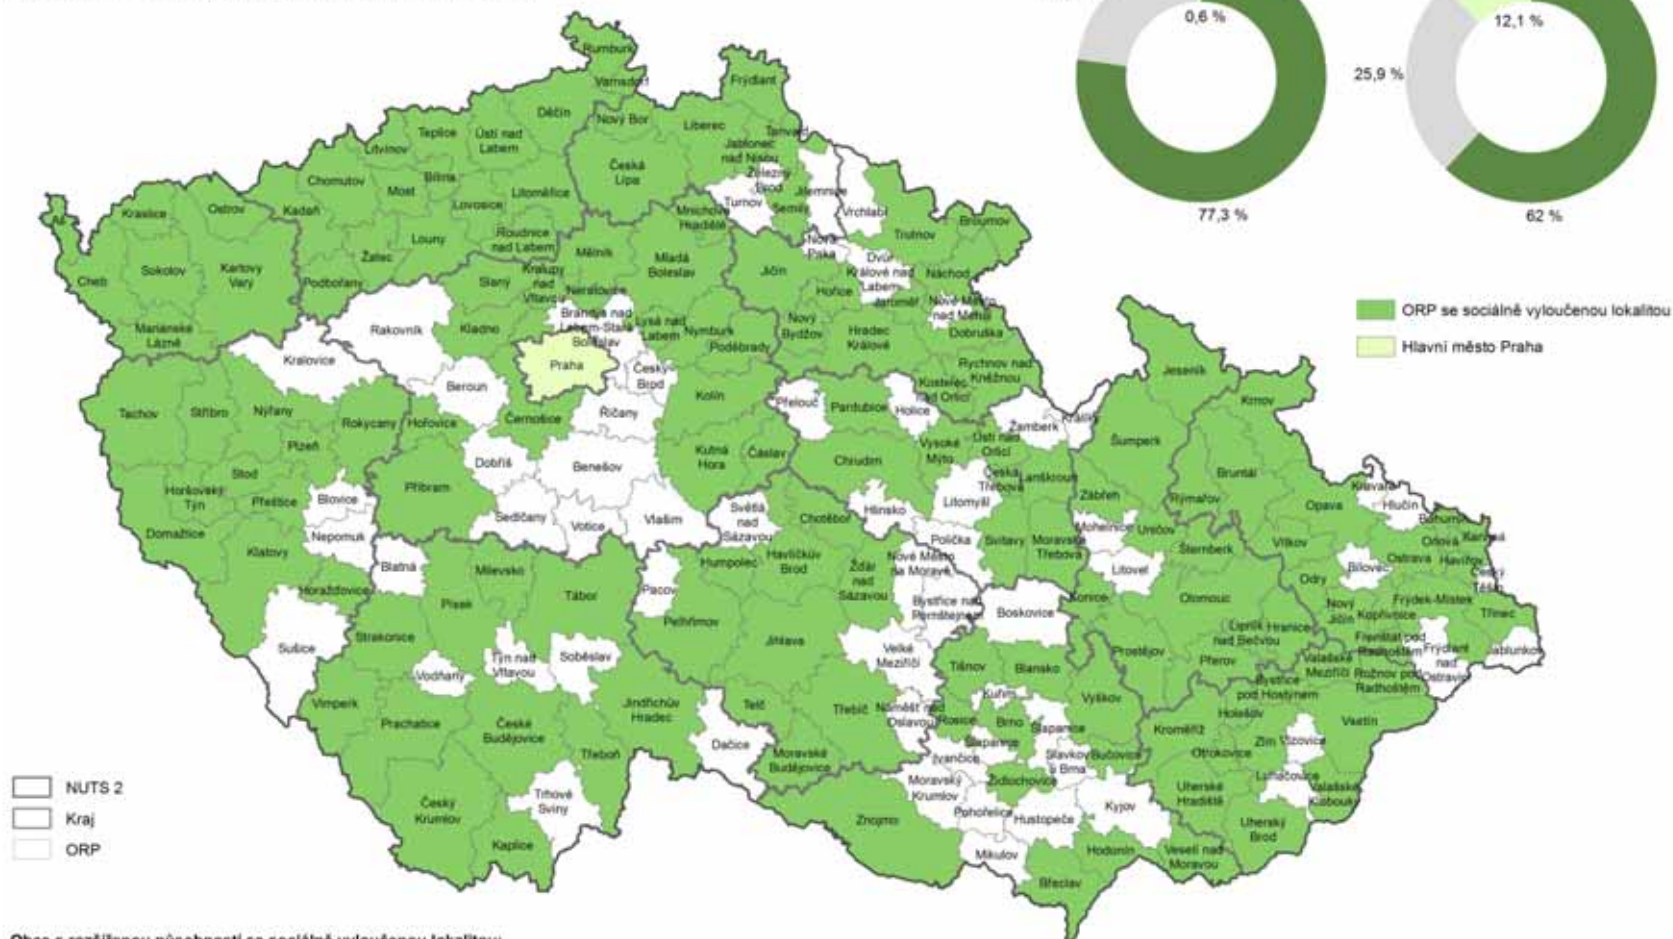 0,6 %
12,1 %
25,9 %
77,3 %
62 %
ORP se sociálně vyloučenou lokalitou
Hlavní město Praha
Rumburk
Varnsdorf
Frýdlant
Děčín
Nový Bor
Liberec
Tanvald
Teplice
Ústí nad
Labem
Jablonec
nad Nisou
Litvínov
Česká
Lípa
Železný
Brod
Jilemnice
Chomutov
Most
Bílina
Litoměřice
Turnov
Semily
Vrchlabí
Aš
Kraslice
Ostrov
Kadaň
Lovosice
Mnichovo
Hradiště
Trutnov
Broumov
Louny
Roudnice
nad Labem
Nová
Paka
Žatec
Mělník
Mladá
Boleslav
Jičín
Dvůr
Králové nad
Labem
Náchod
Cheb
Sokolov
Karlovy
Vary
Podbořany
Slaný
Kralupy
nad
Vltavou
Neratovice
Hořice
Jaroměř
Nové Město
nad Metují
Mariánské
Lázně
Rakovník
Kladno
Brandýs nad
Labem-Stará
Boleslav
Lysá nad
Labem
Nymburk
Poděbrady
Nový
Bydžov
Hradec
Králové
Dobruška
Kralovice
Praha
Český
Brod
Rychnov nad
Kněžnou
Jeseník
Beroun
Kolín
Kostelec
nad Orlicí
Krnov
Tachov
Stříbro
Nýřany
Rokycany
Hořovice
Černošice
Říčany
Přelouč
Pardubice
Holice
Žamberk
Králíky
Plzeň
Šumperk
Stod
Dobříš
Benešov
Kutná
Hora
Čáslav
Chrudim
Vysoké
Mýto
Ústí nad
Orlicí
Bruntál
Horšovský
Týn
Přeštice
Blovice
Příbram
Česká
Třebová
Lanškroun
Zábřeh
Rýmařov
Opava
Kravaře
Hlučín
Bohumín
Domažlice
Nepomuk
Sedlčany
Votice
Vlašim
Světlá
nad
Sázavou
Chotěboř
Hlinsko
Litomyšl
Mohelnice
Uničov
Klatovy
Blatná
Polička
Svitavy
Moravská
Třebová
Šternberk
Vítkov
Orlová
Karviná
Ostrava
Havířov
Milevsko
Humpolec
Havlíčkův
Brod
Žďár
nad
Sázavou
Nové Město
na Moravě
Litovel
Bílovec
Český
Těšín
Horažďovice
Písek
Tábor
Pacov
Bystřice nad
Pernštejnem
Boskovice
Konice
Olomouc
Odry
Nový
Jičín
Kopřivnice
Frýdek-Místek
Třinec
Strakonice
Pelhřimov
Jihlava
Lipník
nad Bečvou
Hranice
Frenštát pod
Radhoštěm
Frýdlant
nad
Ostravicí
Jablunkov
Sušice
Vodňany
Týn nad
Vltavou
Soběslav
Velké
Meziříčí
Tišnov
Blansko
Prostějov
Přerov
Valašské
Meziříčí
Rožnov pod
Radhoštěm
Vimperk
Kuřim
Vyškov
Bystřice
pod Hostýnem
Prachatice
České
Budějovice
Jindřichův
Hradec
Telč
Třebíč
Náměšť nad
Oslavou
Rosice
Brno
Šlapanice
Kroměříž
Holešov
Vsetín
Třeboň
Dačice
Moravské
Budějovice
Ivančice
Šlapanice
Slavkov
u Brna
Bučovice
Otrokovice
Zlín
Vizovice
Židlochovice
Moravský
Krumlov
Luhačovice
Valašské
Klobouky
Český
Krumlov
Trhové
Sviny
Znojmo
Pohořelice
Hustopeče
Kyjov
Uherské
Hradiště
Uherský
Brod
Kaplice
Mikulov
Hodonín
Veselí nad
Moravou
Břeclav
NUTS 2
Kraj
ORP